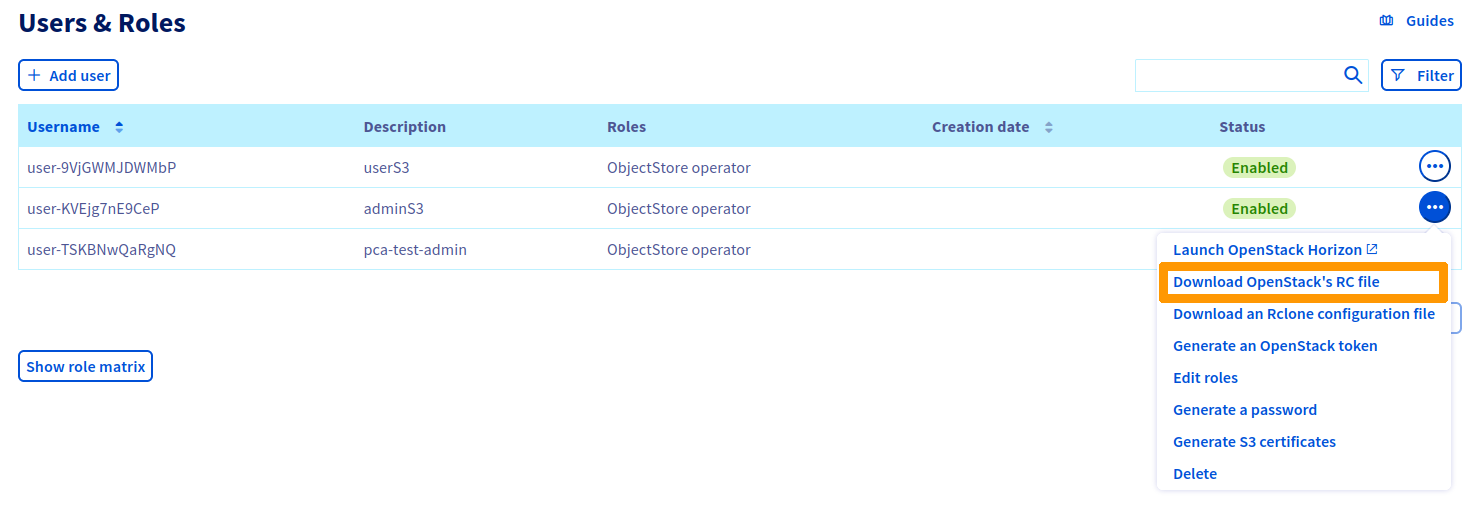 Users & Roles
Guides
Add user
Filter
Username Description Roles Creation date Status
user-9VjGWMJDWMbP userS3 ObjectStore operator Enabled
user-KVEjg7nE9CeP adminS3 ObjectStore operator Enabled
user-TSKBNwQaRgNQ pca-test-admin ObjectStore operator
Launch OpenStack Horizon
Download OpenStack's RC file
Download an Rclone configuration file
Generate an OpenStack token
Show role matrix
Edit roles
Generate a password
Generate S3 certificates
Delete